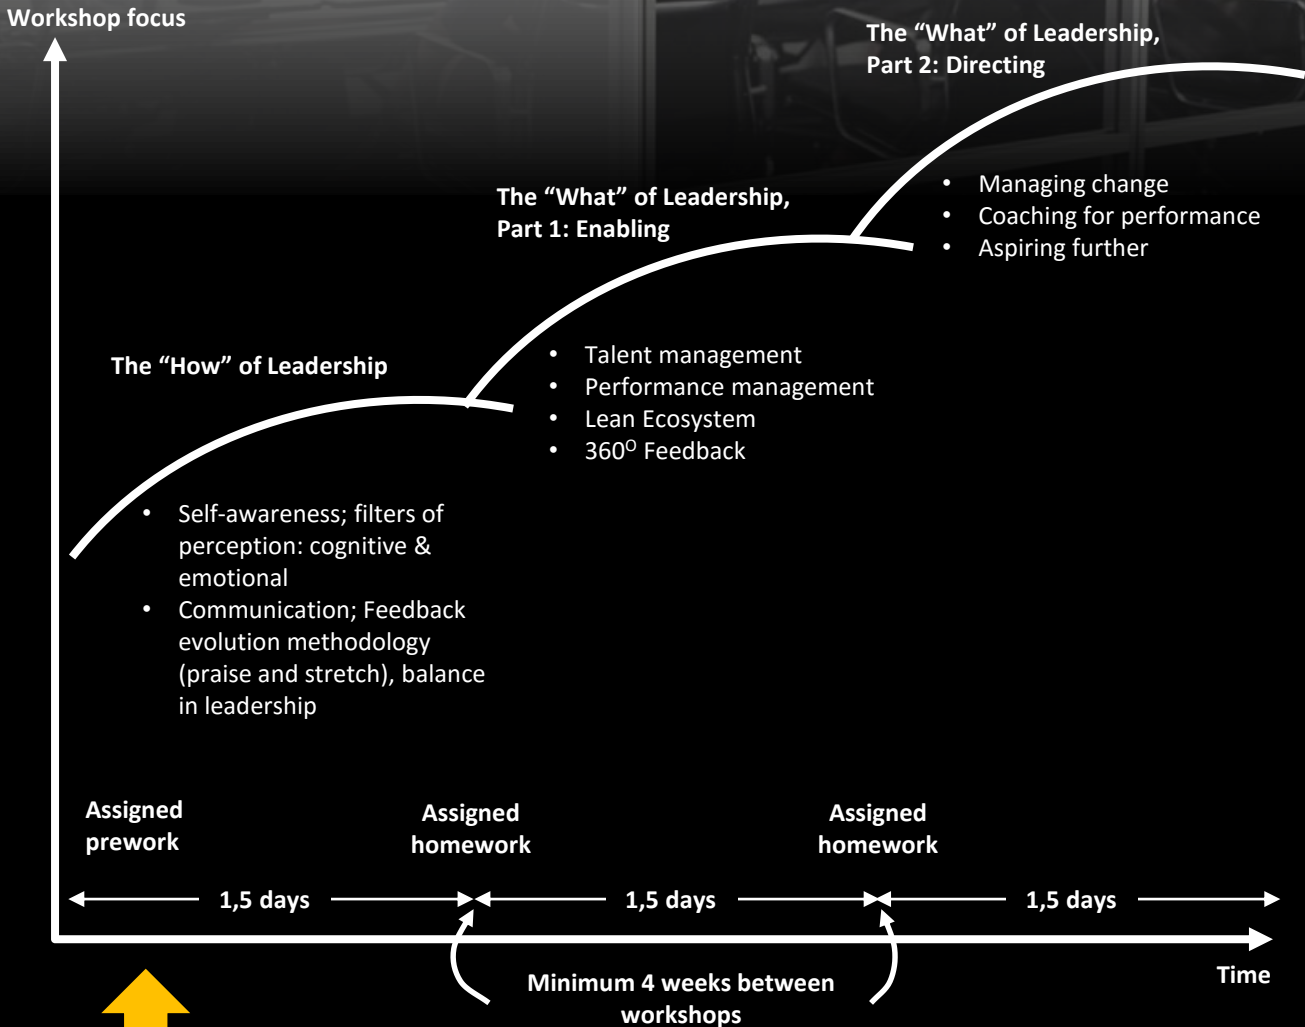 Workshop focus
The “What” of Leadership,
Part 2: Directing
• Managing change
• Coaching for performance
• Aspiring further
The “What” of Leadership,
Part 1: Enabling
• Talent management
• Performance management
• Lean Ecosystem
• 360⁰ Feedback
The “How” of Leadership
• Self-awareness; filters of
perception: cognitive &
emotional
• Communication; Feedback
evolution methodology
(praise and stretch), balance
in leadership
Assigned
prework
Assigned
homework
Assigned
homework
1,5 days
1,5 days
1,5 days
Time
Minimum 4 weeks between
workshops